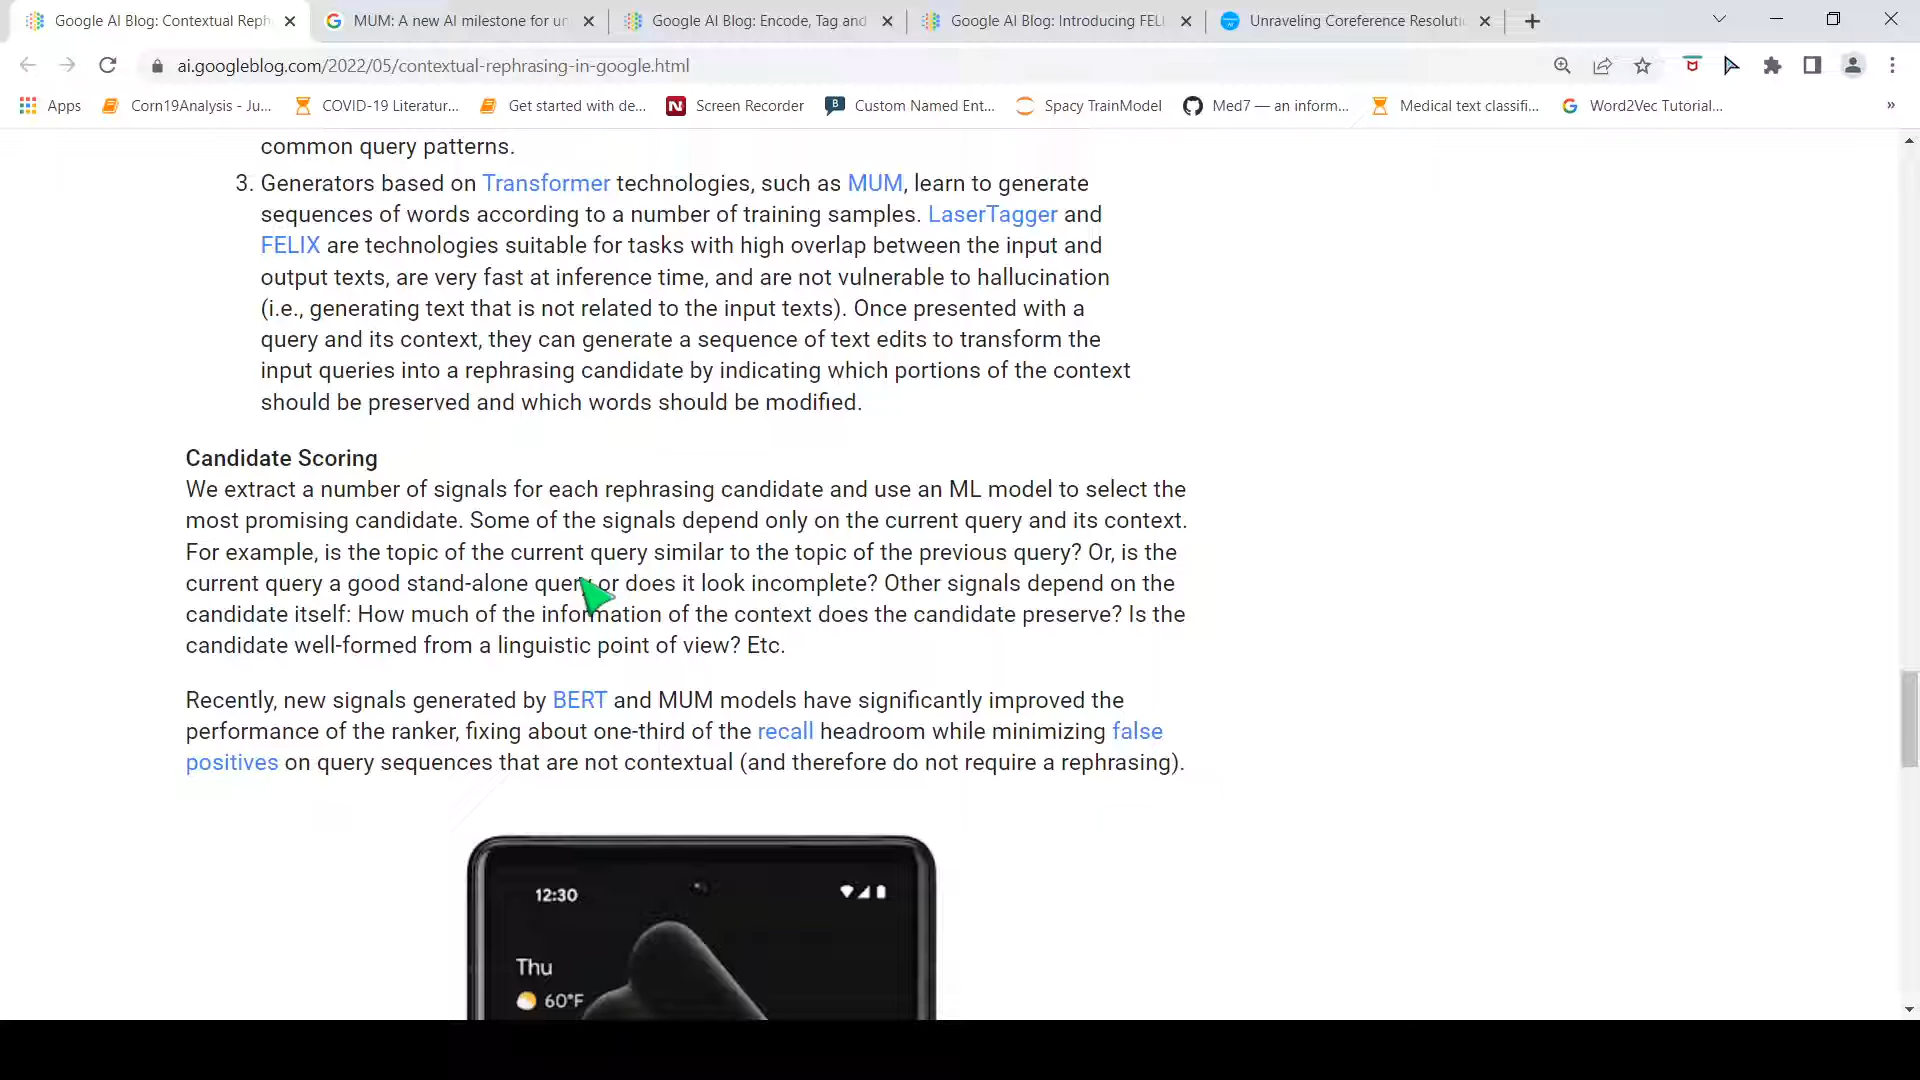 Google AI Blog: Contextual Reph
MUM: A new AI milestone for un
Google AI Blog: Encode, Tag and
Google AI Blog: Introducing FELI
Unraveling Coreference Resoluti
ai.googleblog.com/2022/05/contextual-rephrasing-in-google.html
Apps
Corn19Analysis - Ju...
COVID-19 Literatur...
Get started with de...
Screen Recorder
Custom Named Ent...
Spacy TrainModel
Med7 — an inform...
Medical text classifi...
Word2Vec Tutorial...
»
common query patterns.
3. Generators based on Transformer technologies, such as MUM, learn to generate
sequences of words according to a number of training samples. LaserTagger and
FELIX are technologies suitable for tasks with high overlap between the input and
output texts, are very fast at inference time, and are not vulnerable to hallucination
(i.e., generating text that is not related to the input texts). Once presented with a
query and its context, they can generate a sequence of text edits to transform the
input queries into a rephrasing candidate by indicating which portions of the context
should be preserved and which words should be modified.
Candidate Scoring
We extract a number of signals for each rephrasing candidate and use an ML model to select the
most promising candidate. Some of the signals depend only on the current query and its context.
For example, is the topic of the current query similar to the topic of the previous query? Or, is the
current query a good stand-alone query or does it look incomplete? Other signals depend on the
candidate itself: How much of the information of the context does the candidate preserve? Is the
candidate well-formed from a linguistic point of view? Etc.
Recently, new signals generated by BERT and MUM models have significantly improved the
performance of the ranker, fixing about one-third of the recall headroom while minimizing false
positives on query sequences that are not contextual (and therefore do not require a rephrasing).
12:30
Thu
60°F